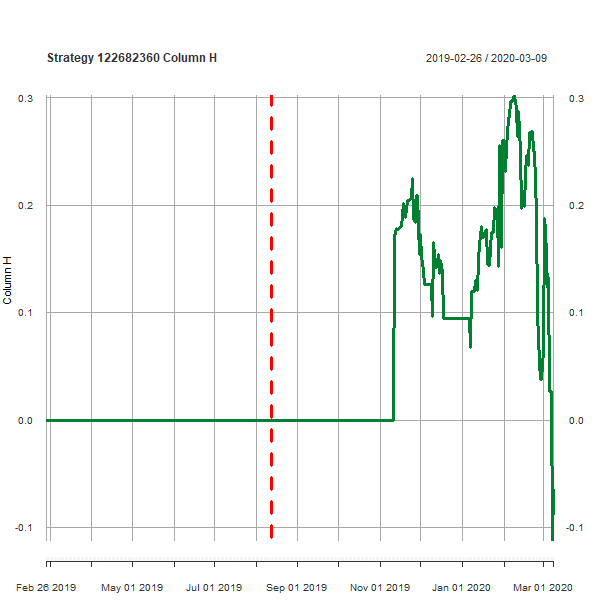 Strategy 122682360 Column H
2019-02-26 / 2020-03-09
0.3 0.3
0.2 0.2
Column H
0.1 0.1
0.0 0.0
-0.1 -0.1
Feb 26 2019 May 01 2019 Jul 01 2019 Sep 01 2019 Nov 01 2019 Jan 01 2020 Mar 01 2020